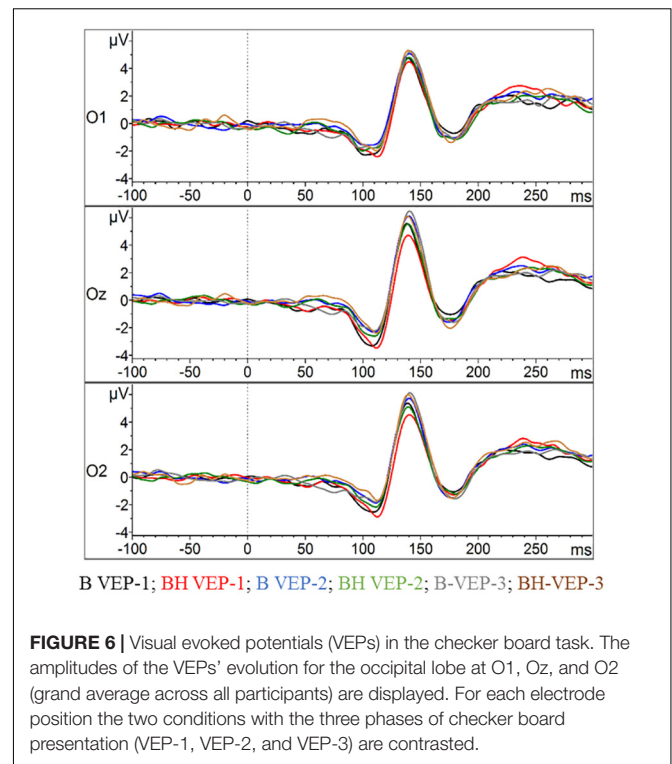 µV
4
2
0
-2
-4
O1
-100 -50 0 50 100 150 200 250 ms
µV
4
2
0
-2
-4
Oz
-100 -50 0 50 100 150 200 250 ms
µV
4
2
0
-2
-4
O2
-100 -50 0 50 100 150 200 250 ms
B VEP-1; BH VEP-1; B VEP-2; BH VEP-2; B-VEP-3; BH-VEP-3
FIGURE 6 | Visual evoked potentials (VEPs) in the checker board task. The
amplitudes of the VEPs’ evolution for the occipital lobe at O1, Oz, and O2
(grand average across all participants) are displayed. For each electrode
position the two conditions with the three phases of checker board
presentation (VEP-1, VEP-2, and VEP-3) are contrasted.